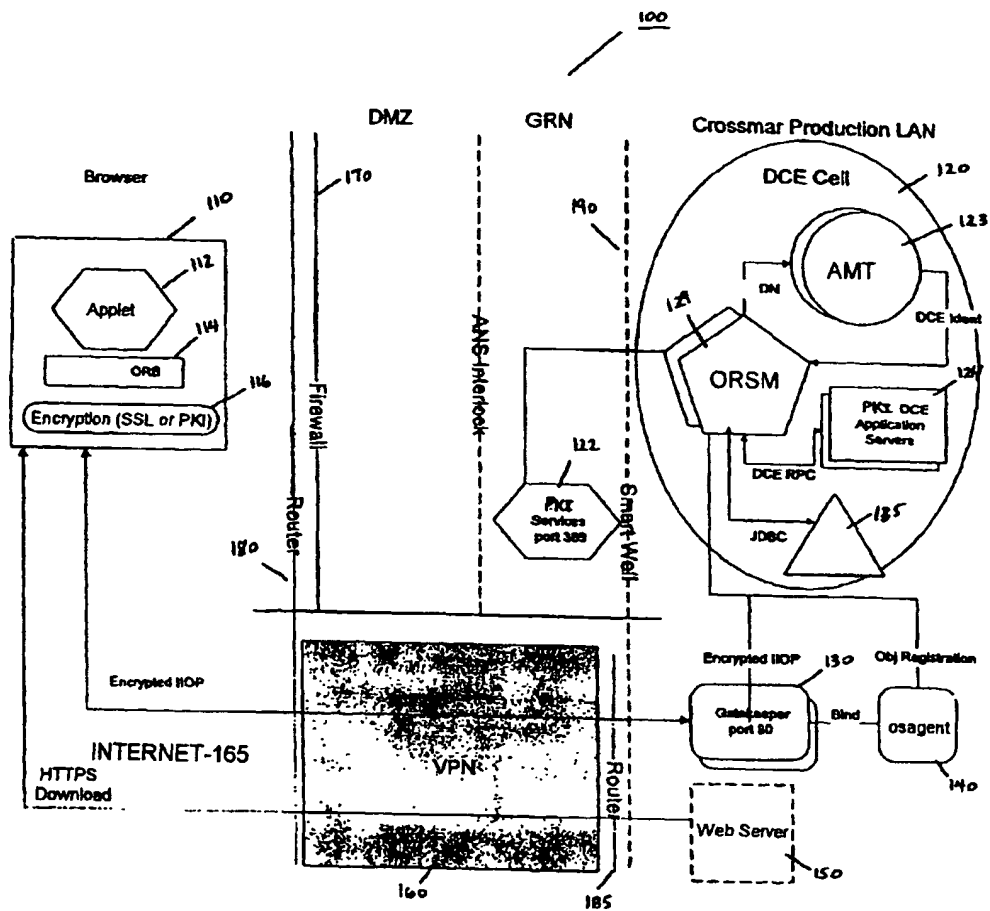 100
DMZ
GRN
Crossmar Production LAN
Browser
110
170
190
DCE Cell
120
123
112
Applet
AMT
DN
129
114
ORB
DCE Ident
116
Encryption (SSL or PKI)
Firewall
ANS Interlock
ORSM
PKI DCE
Application
Servers
122
DCE RPC
PKI
Services
port 389
Router
Smart Wall
JDBC
180
Encrypted IIOP
Encrypted IIOP
130
Obj Registration
Gatekeeper
port 80
Bind
osagent
INTERNET-165
VPN
Router
140
HTTPS
Download
Web Server
160
185
150